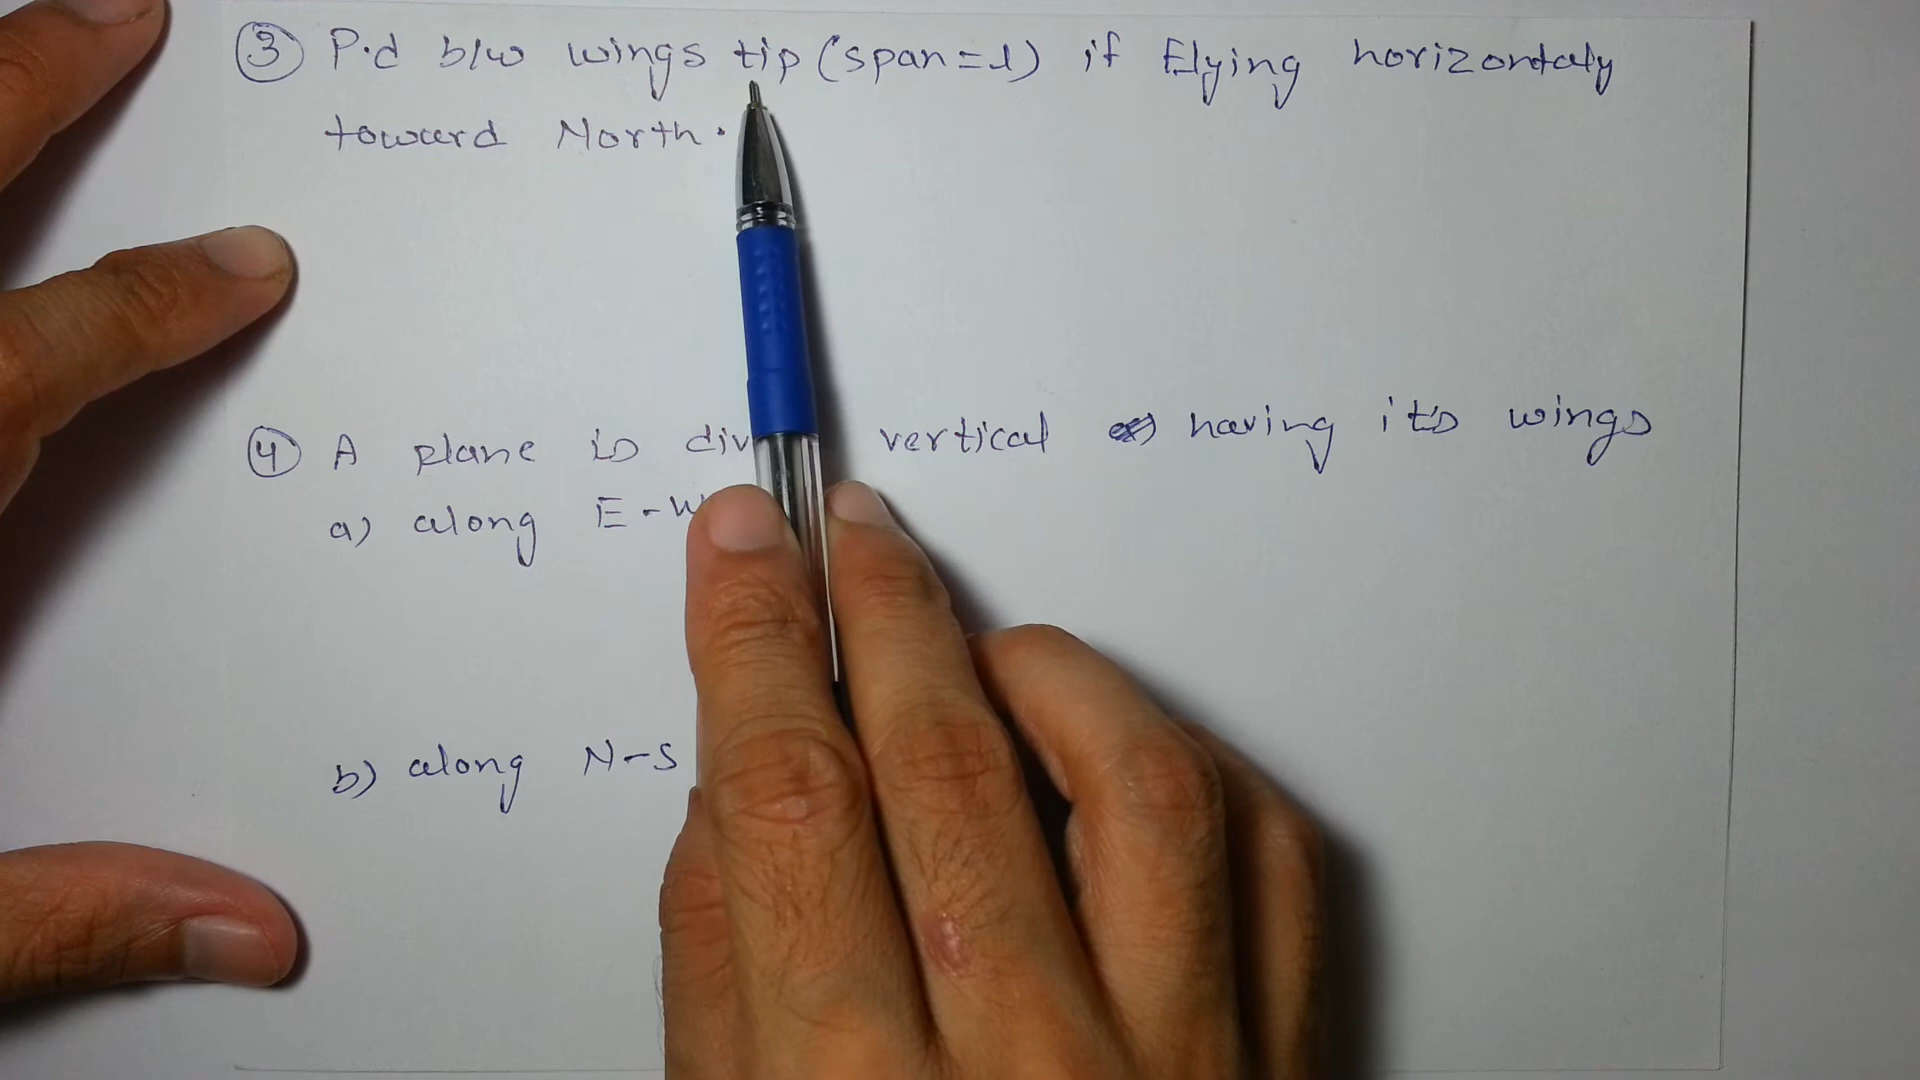 ③ P.d b/w wings tip (span = l) if flying horizontaly
toward North.
④ A plane is div vertical having it's wings
a) along E-W
b) along N-S